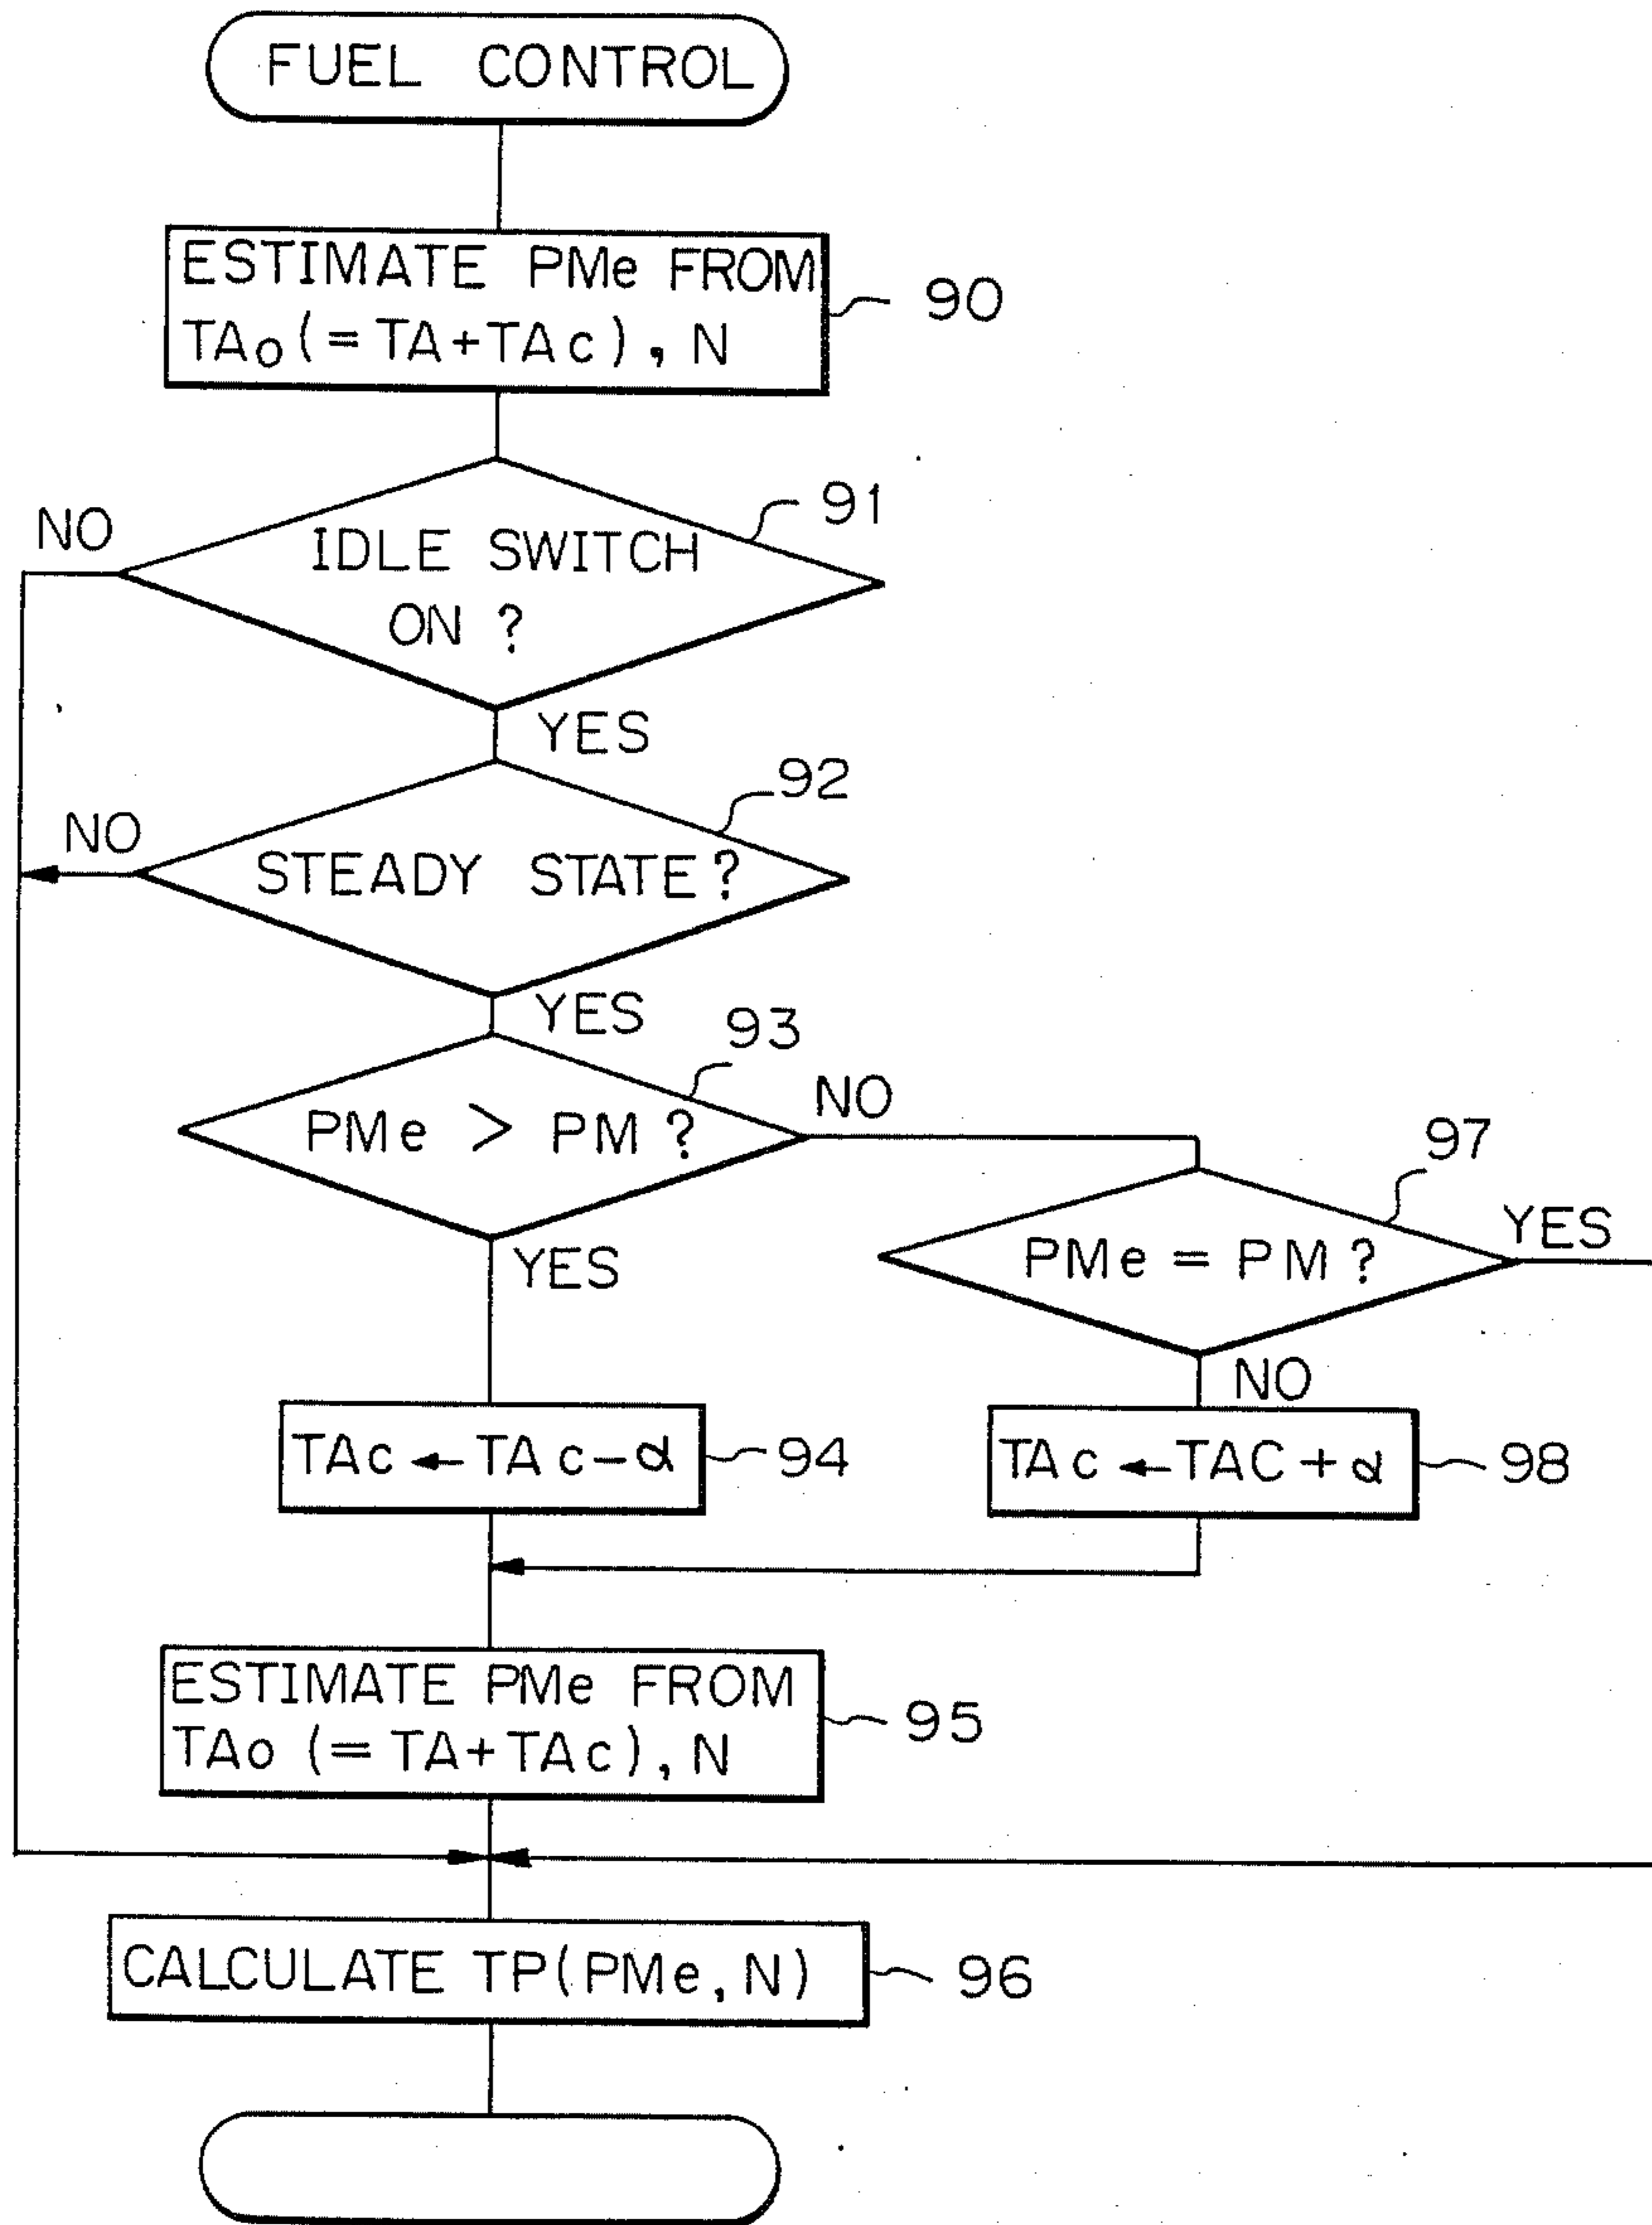 FUEL CONTROL
ESTIMATE PMe FROM
TAo (= TA + TAc), N
90
91
NO
IDLE SWITCH
ON ?
YES
92
NO
STEADY STATE ?
YES
93
NO
PMe > PM ?
97
YES
PMe = PM ?
YES
NO
TAc ← TAc - α
94
TAc ← TAC + α
98
ESTIMATE PMe FROM
TAo (= TA + TAc), N
95
CALCULATE TP(PMe, N)
96